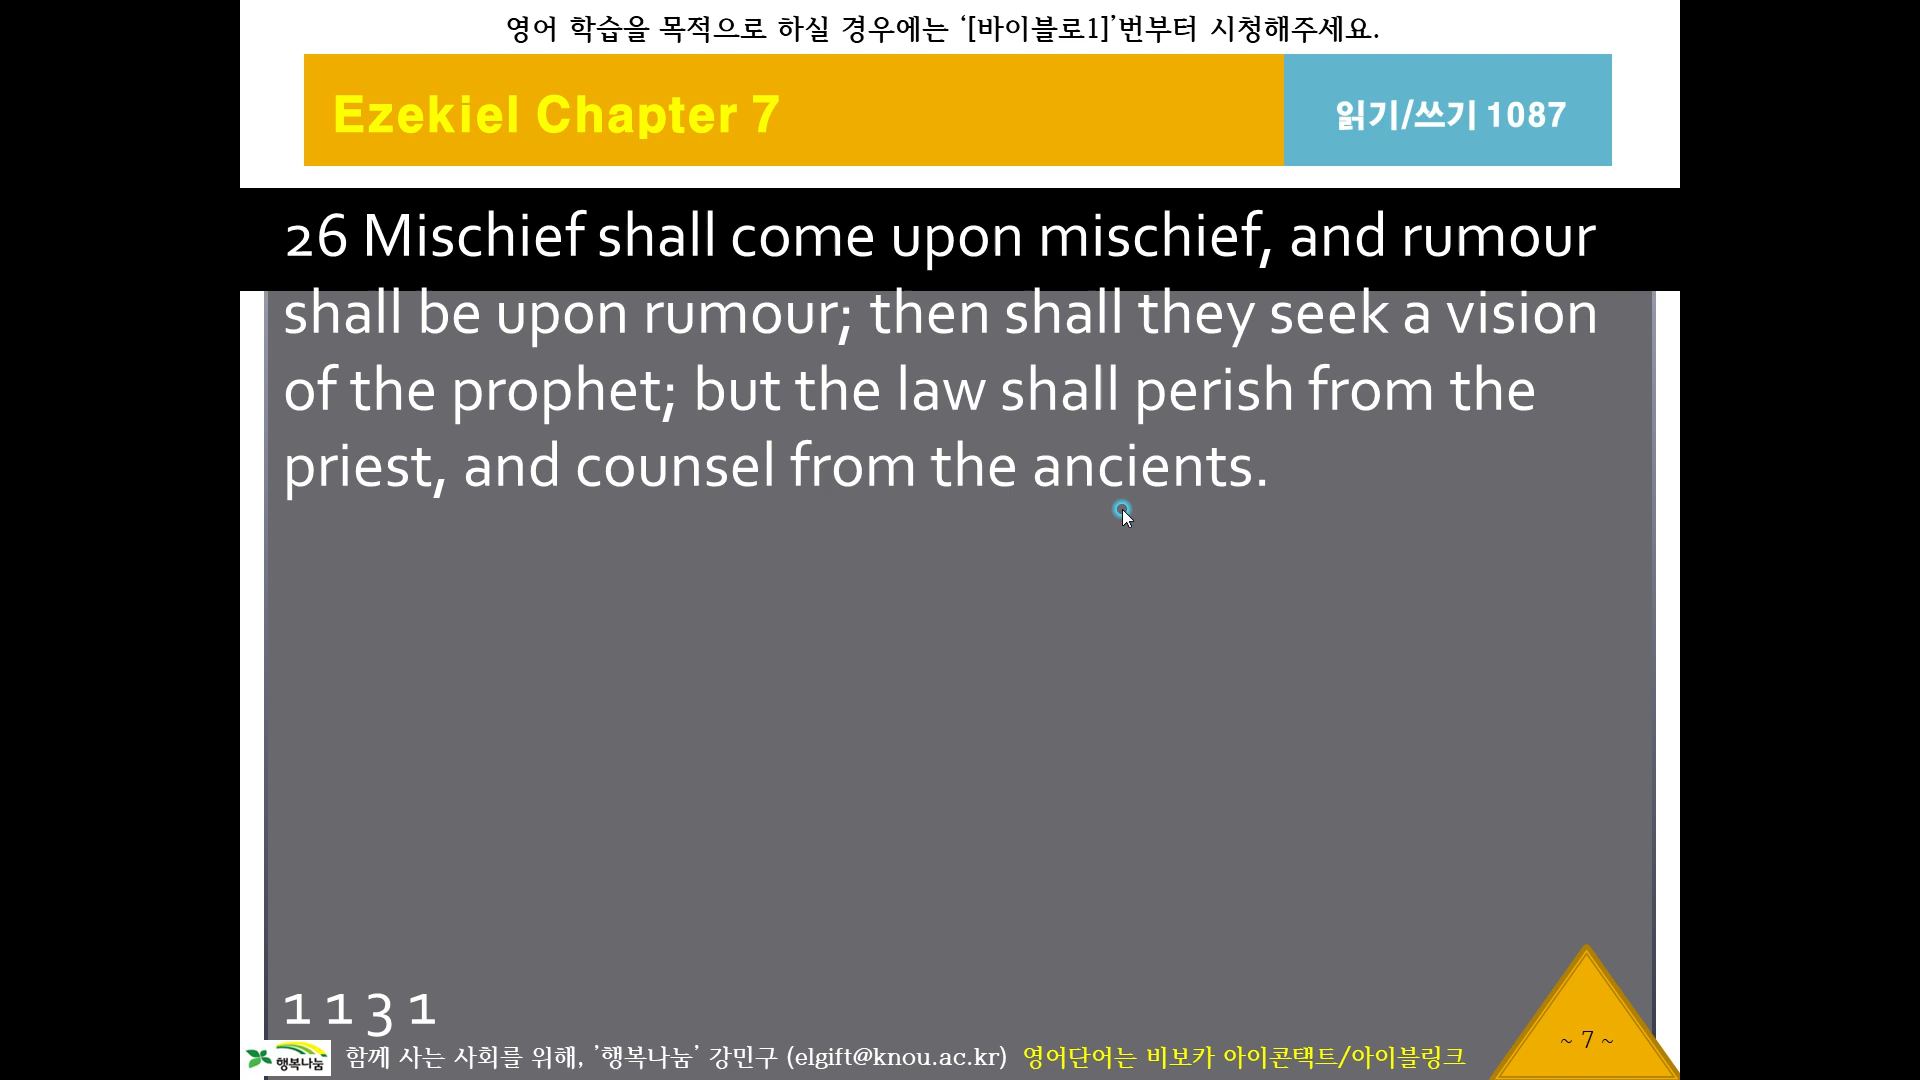 영어 학습을 목적으로 하실 경우에는 ‘[바이블로1]’번부터 시청해주세요.
Ezekiel Chapter 7
읽기/쓰기 1087
26 Mischief shall come upon mischief, and rumour
shall be upon rumour; then shall they seek a vision
of the prophet; but the law shall perish from the
priest, and counsel from the ancients.
1 1 3 1
~ 7 ~
행복나눔
함께 사는 사회를 위해, ’행복나눔’ 강민구 (elgift@knou.ac.kr) 영어단어는 비보카 아이콘택트/아이블링크